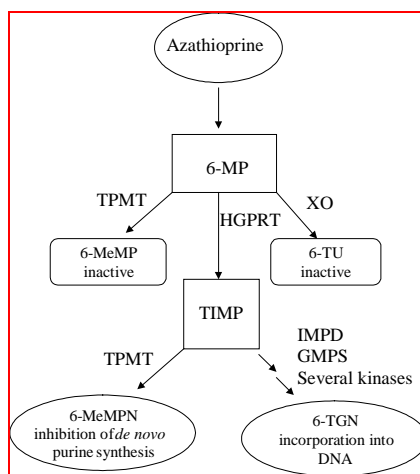 Azathioprine
6-MP
TPMT
HGPRT
XO
6-MeMP
inactive
6-TU
inactive
TIMP
TPMT
IMPD
GMPS
Several kinases
6-MeMPN
inhibition of de novo
purine synthesis
6-TGN
incorporation into
DNA